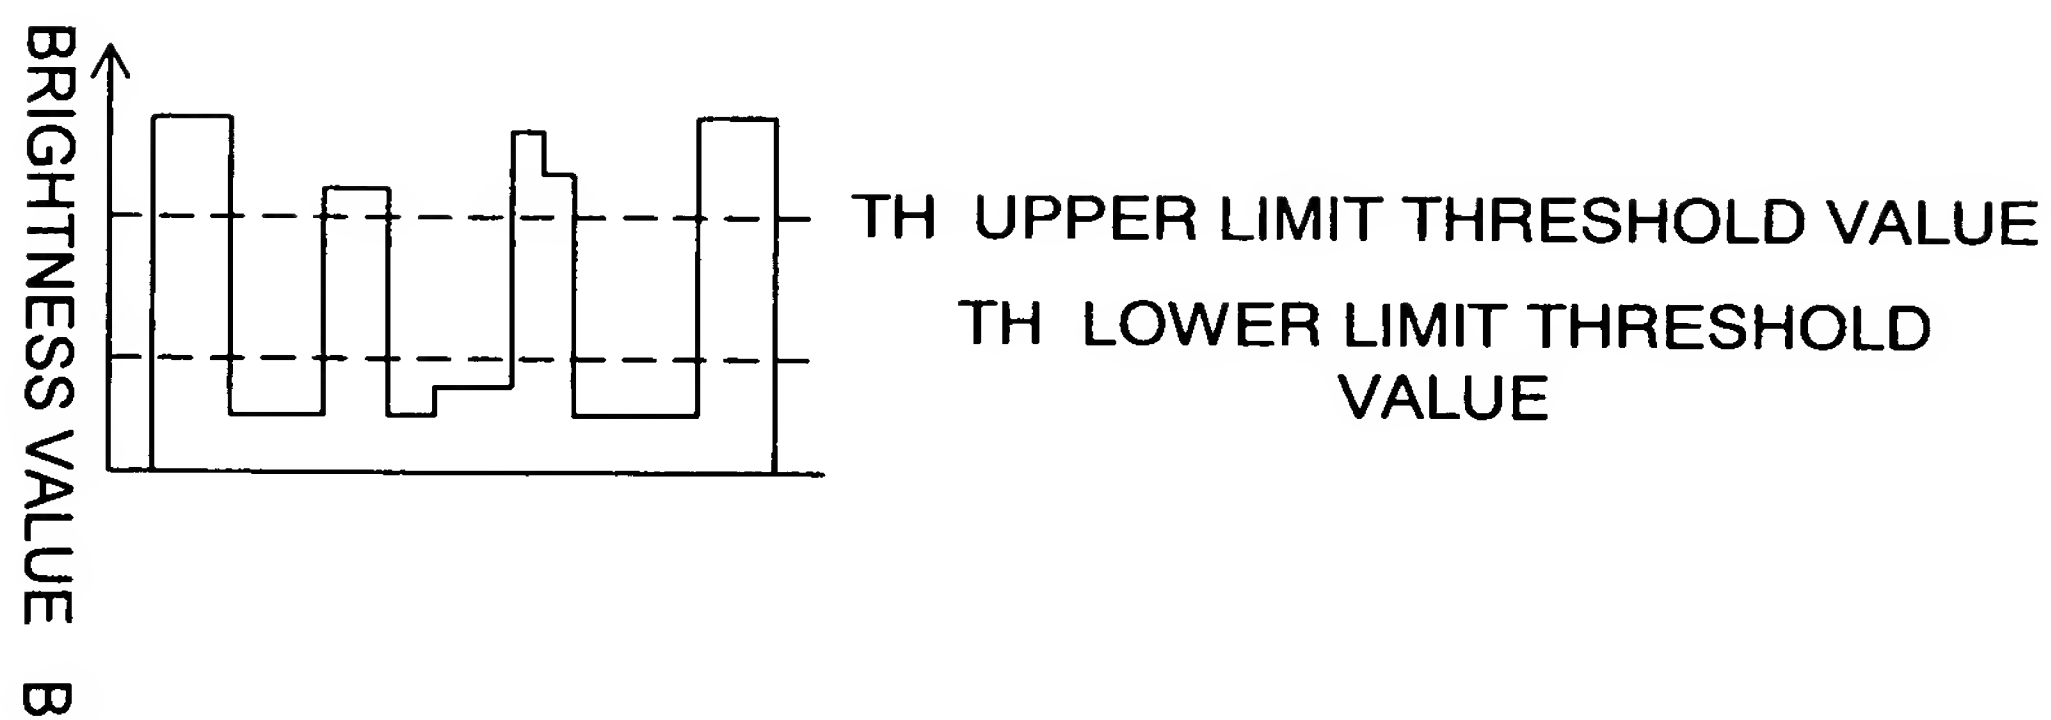 BRIGHTNESS VALUE B
TH UPPER LIMIT THRESHOLD VALUE
TH LOWER LIMIT THRESHOLD
VALUE